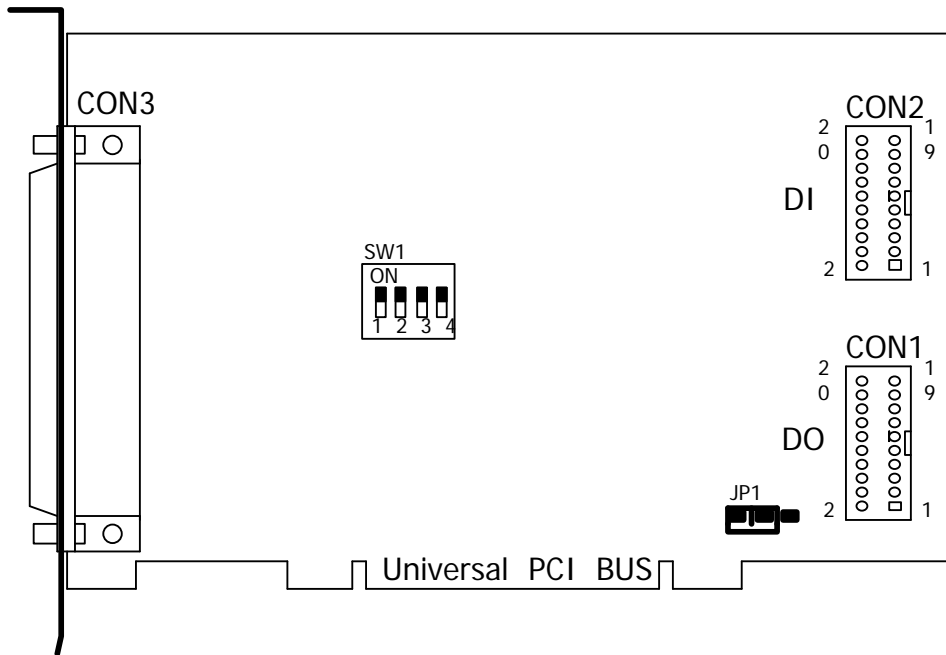 CON3
CON2
2 1
0 9
DI
2 1
SW1
ON
1 2 3 4
CON1
2 1
0 9
DO
JP1
2 1
Universal PCI BUS